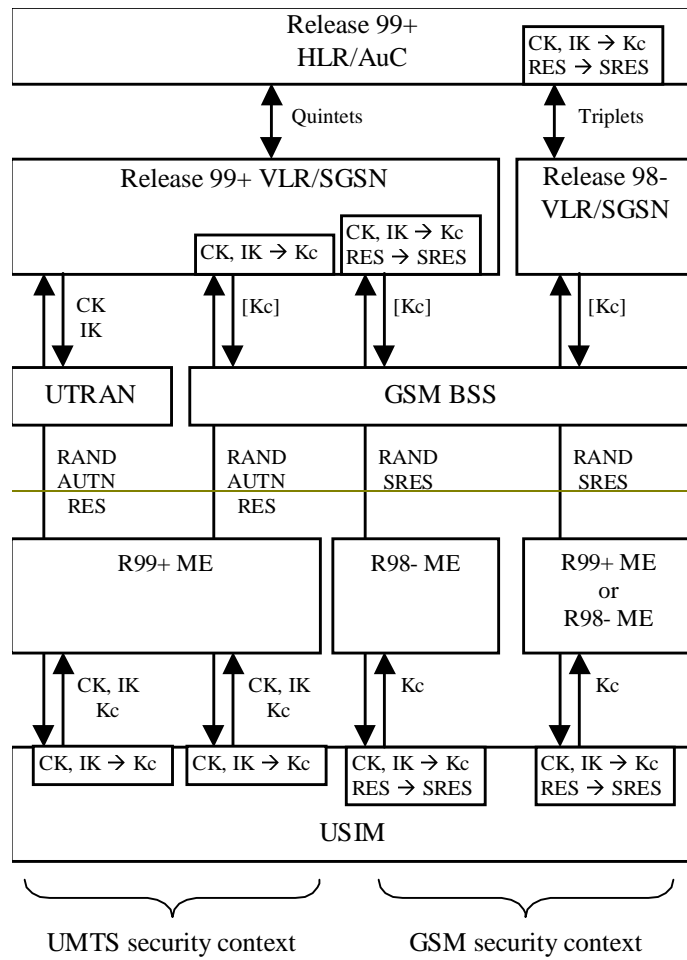 Release 99+
HLR/AuC
CK, IK → Kc
RES → SRES
Quintets
Triplets
Release 99+ VLR/SGSN
Release 98-
VLR/SGSN
CK, IK → Kc
CK, IK → Kc
RES → SRES
CK
IK
[Kc]
[Kc]
[Kc]
UTRAN
GSM BSS
RAND
AUTN
RES
RAND
AUTN
RES
RAND
SRES
RAND
SRES
R99+ ME
R98- ME
R99+ ME
or
R98- ME
CK, IK
Kc
CK, IK
Kc
Kc
Kc
CK, IK → Kc
CK, IK → Kc
CK, IK → Kc
RES → SRES
CK, IK → Kc
RES → SRES
USIM
UMTS security context
GSM security context